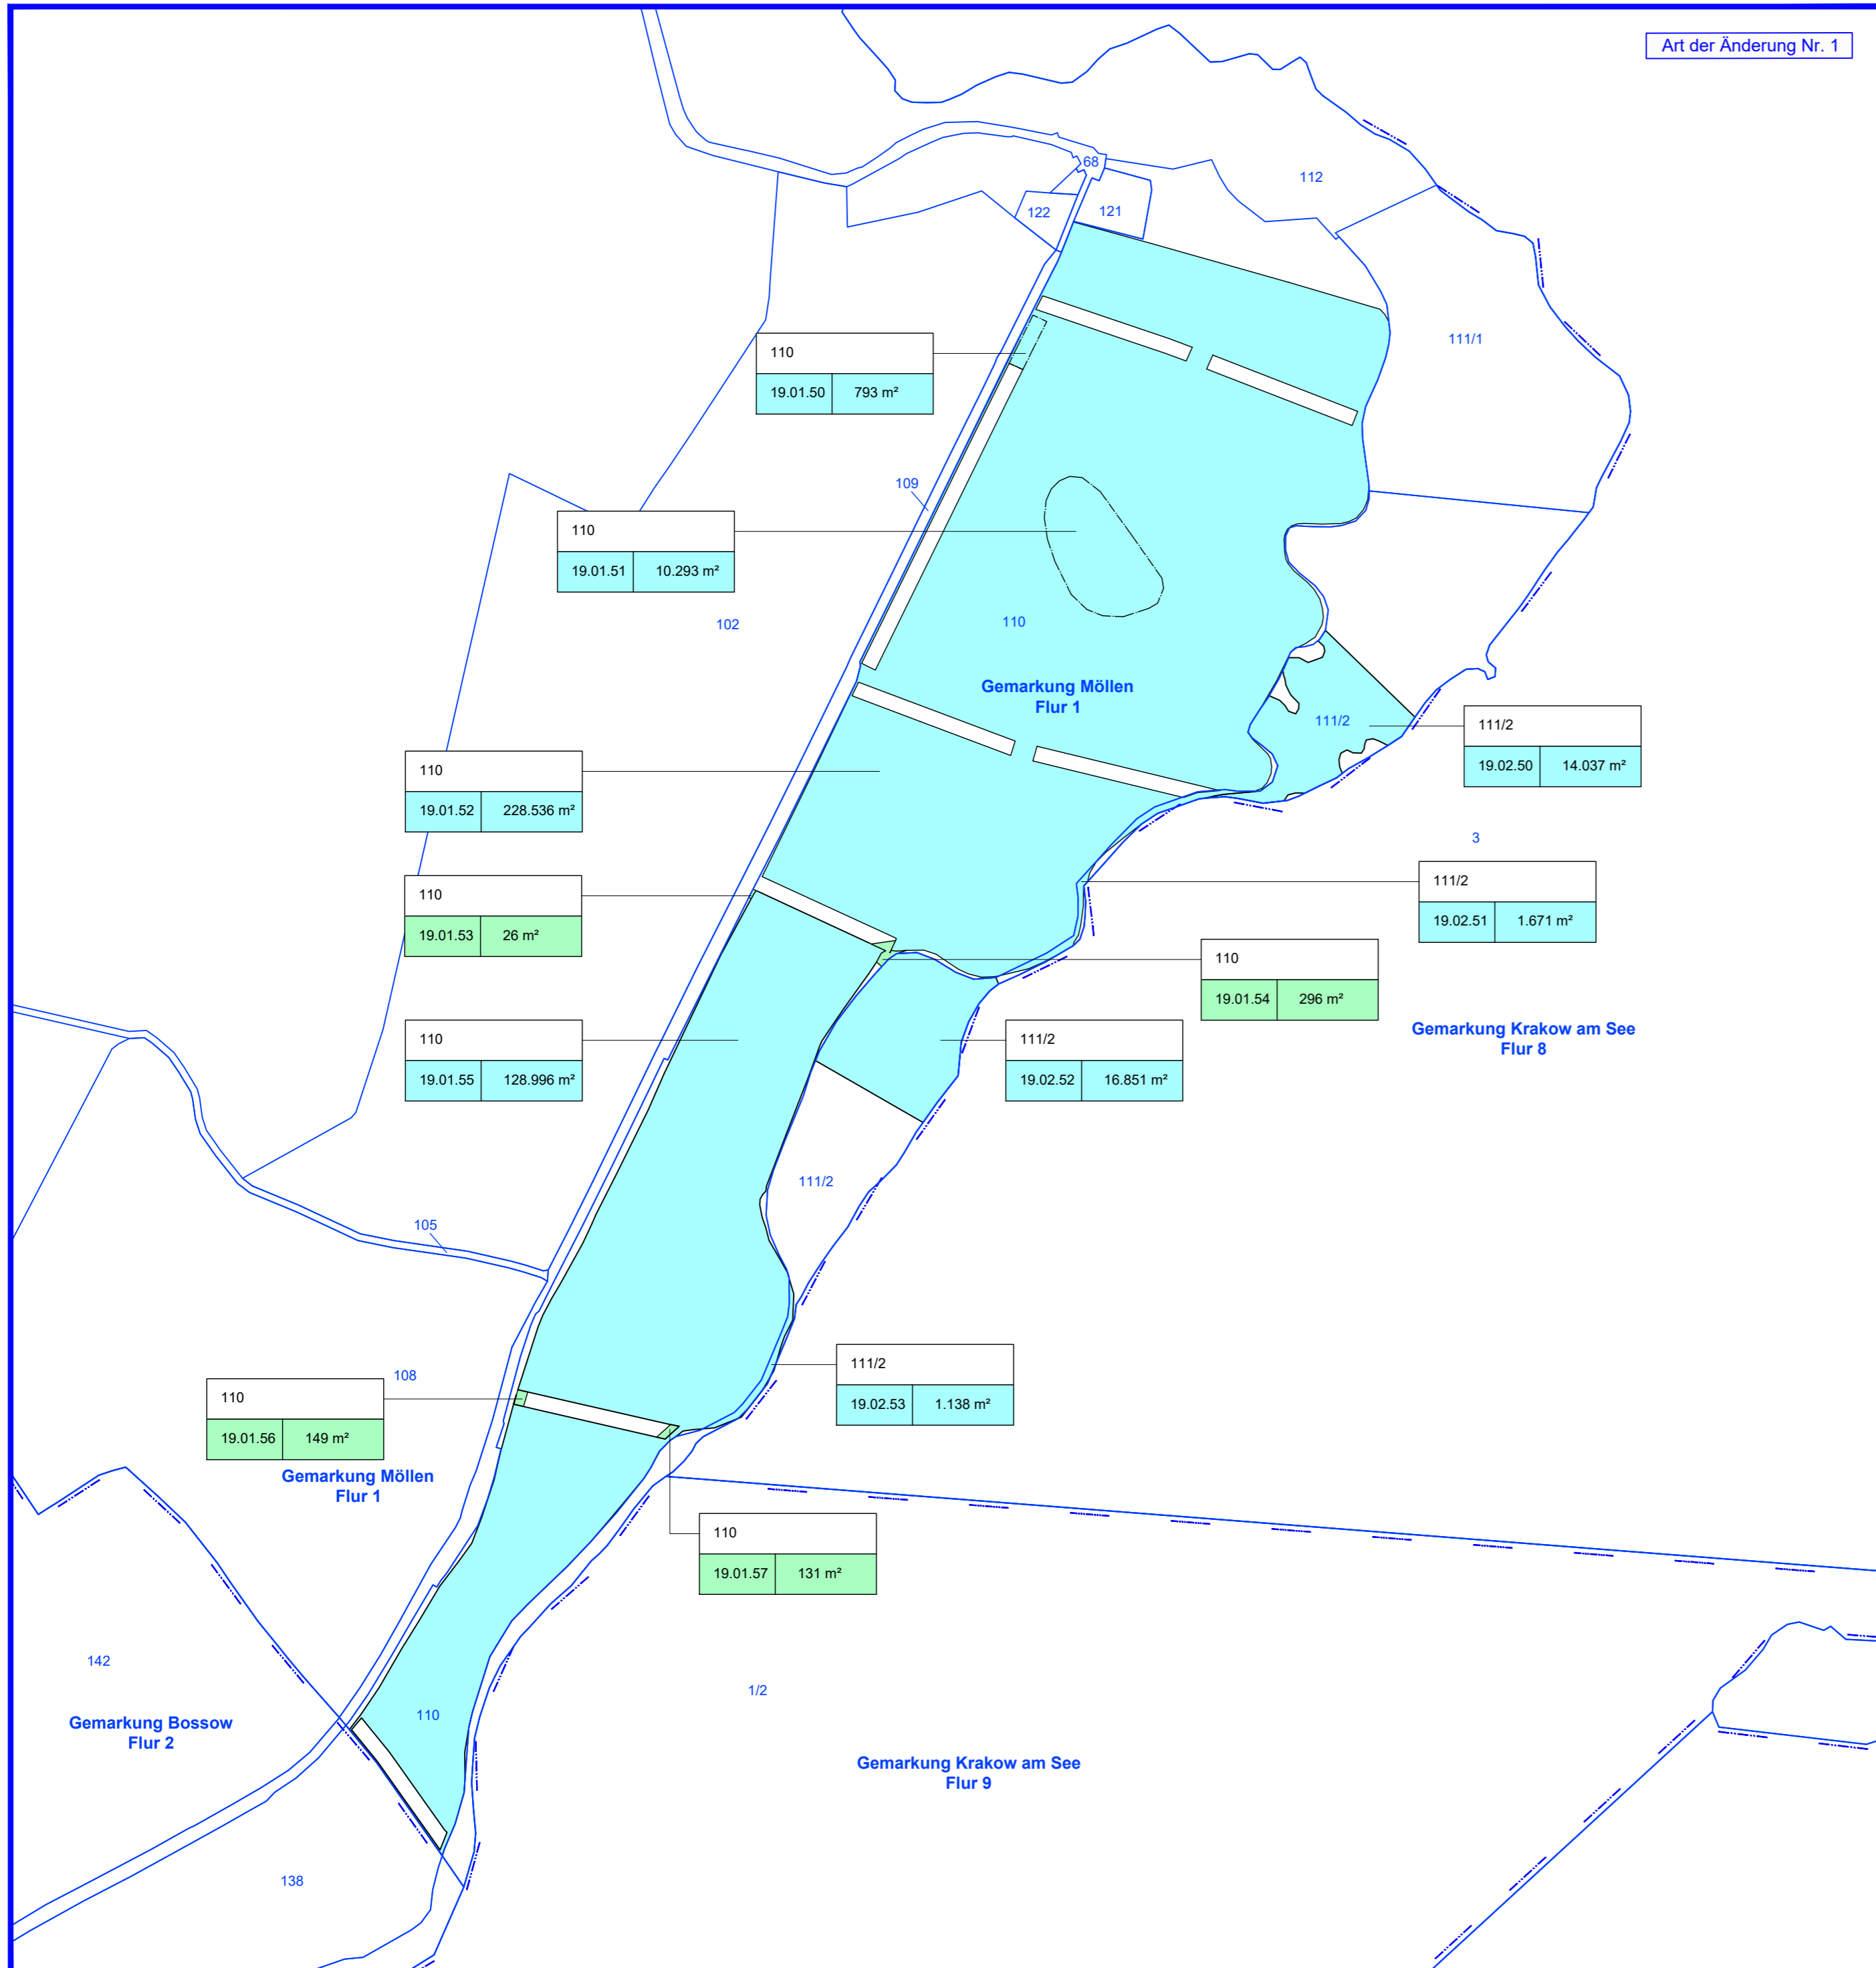 Art der Änderung Nr. 1
68
112
122
121
111/1
110
19.01.50 793 m²
109
110
19.01.51 10.293 m²
102
110
Gemarkung Möllen
Flur 1
111/2
111/2
19.02.50 14.037 m²
110
19.01.52 228.536 m²
3
111/2
19.02.51 1.671 m²
110
19.01.53 26 m²
110
19.01.54 296 m²
Gemarkung Krakow am See
Flur 8
110
19.01.55 128.996 m²
111/2
19.02.52 16.851 m²
111/2
105
111/2
19.02.53 1.138 m²
108
110
19.01.56 149 m²
Gemarkung Möllen
Flur 1
110
19.01.57 131 m²
142
1/2
110
Gemarkung Bossow
Flur 2
Gemarkung Krakow am See
Flur 9
138